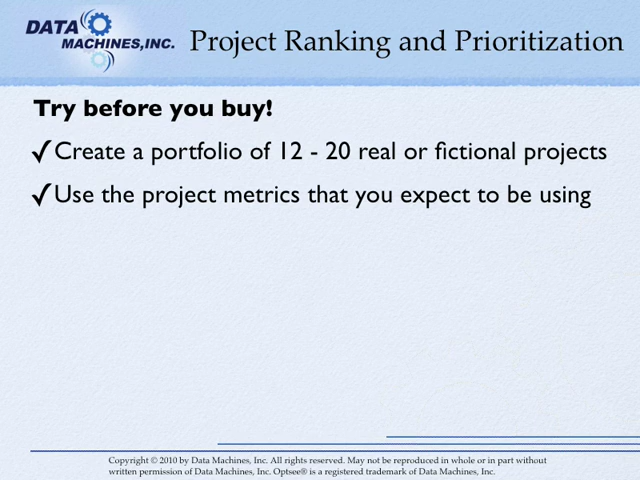 DATA
MACHINES,INC.
Project Ranking and Prioritization
Try before you buy!
✓Create a portfolio of 12 - 20 real or fictional projects
✓Use the project metrics that you expect to be using
Copyright © 2010 by Data Machines, Inc. All rights reserved. May not be reproduced in whole or in part without
written permission of Data Machines, Inc. Optsee® is a registered trademark of Data Machines, Inc.